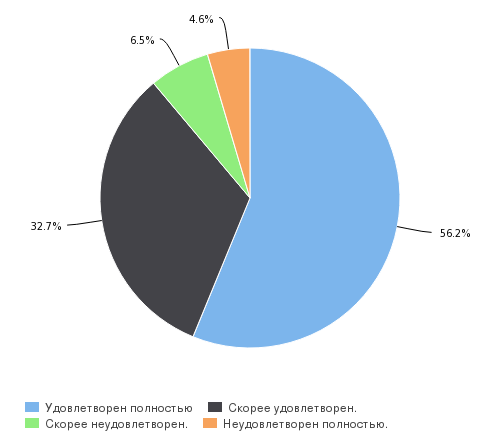 4.6%
6.5%
32.7%
56.2%
Удовлетворен полностью Скорее удовлетворен.
Скорее неудовлетворен. Неудовлетворен полностью.